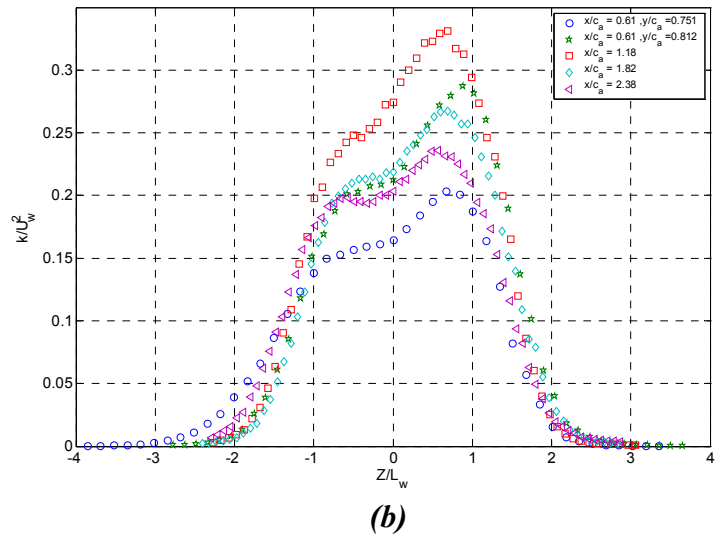 x/c_a = 0.61 ,y/c_a=0.751
x/c_a = 0.61 ,y/c_a=0.812
x/c_a = 1.18
x/c_a = 1.82
x/c_a = 2.38
0.3
0.25
0.2
0.15
0.1
0.05
0
k/U_w^2
-4 -3 -2 -1 0 1 2 3 4
Z/L_w
(b)